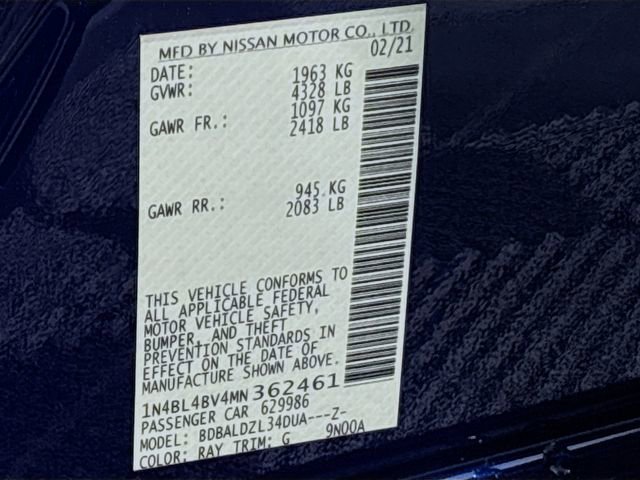 MFD BY NISSAN MOTOR CO., LTD.
DATE: 02/21
GVWR: 1963 KG
4328 LB
GAWR FR.: 1097 KG
2418 LB
GAWR RR.: 945 KG
2083 LB
THIS VEHICLE CONFORMS TO
ALL APPLICABLE FEDERAL
MOTOR VEHICLE SAFETY,
BUMPER, AND THEFT
PREVENTION STANDARDS IN
EFFECT ON THE DATE OF
MANUFACTURE SHOWN ABOVE.
1N4BL4BV4MN362461
PASSENGER CAR 629986
MODEL: BDBALDZL34DUA---Z-
COLOR: RAY TRIM: G 9N00A